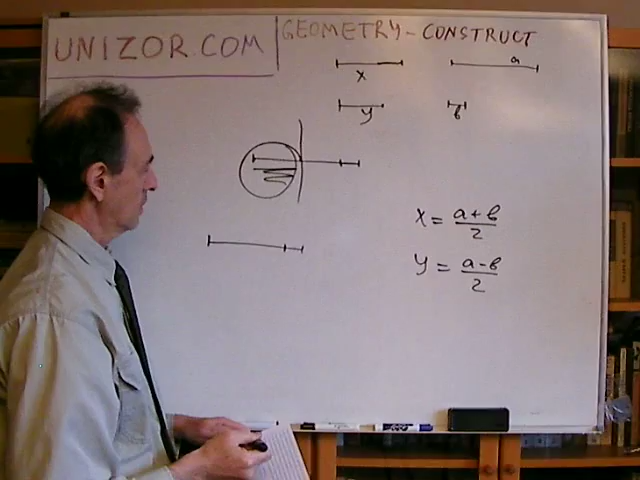 UNIZOR.COM
GEOMETRY - CONSTRUCT
x
a
y
b
x = a+b/2
y = a-b/2